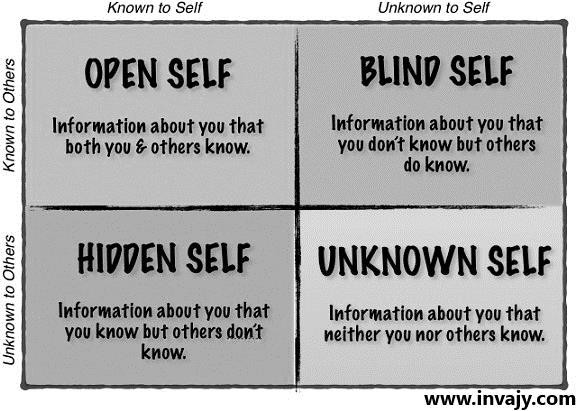 Known to Self
Unknown to Self
Known to Others
OPEN SELF
Information about you that
both you & others know.
BLIND SELF
Information about you that
you don't know but others
do know.
Unknown to Others
HIDDEN SELF
Information about you that
you know but others don't
know.
UNKNOWN SELF
Information about you that
neither you nor others know.
www.invajy.com